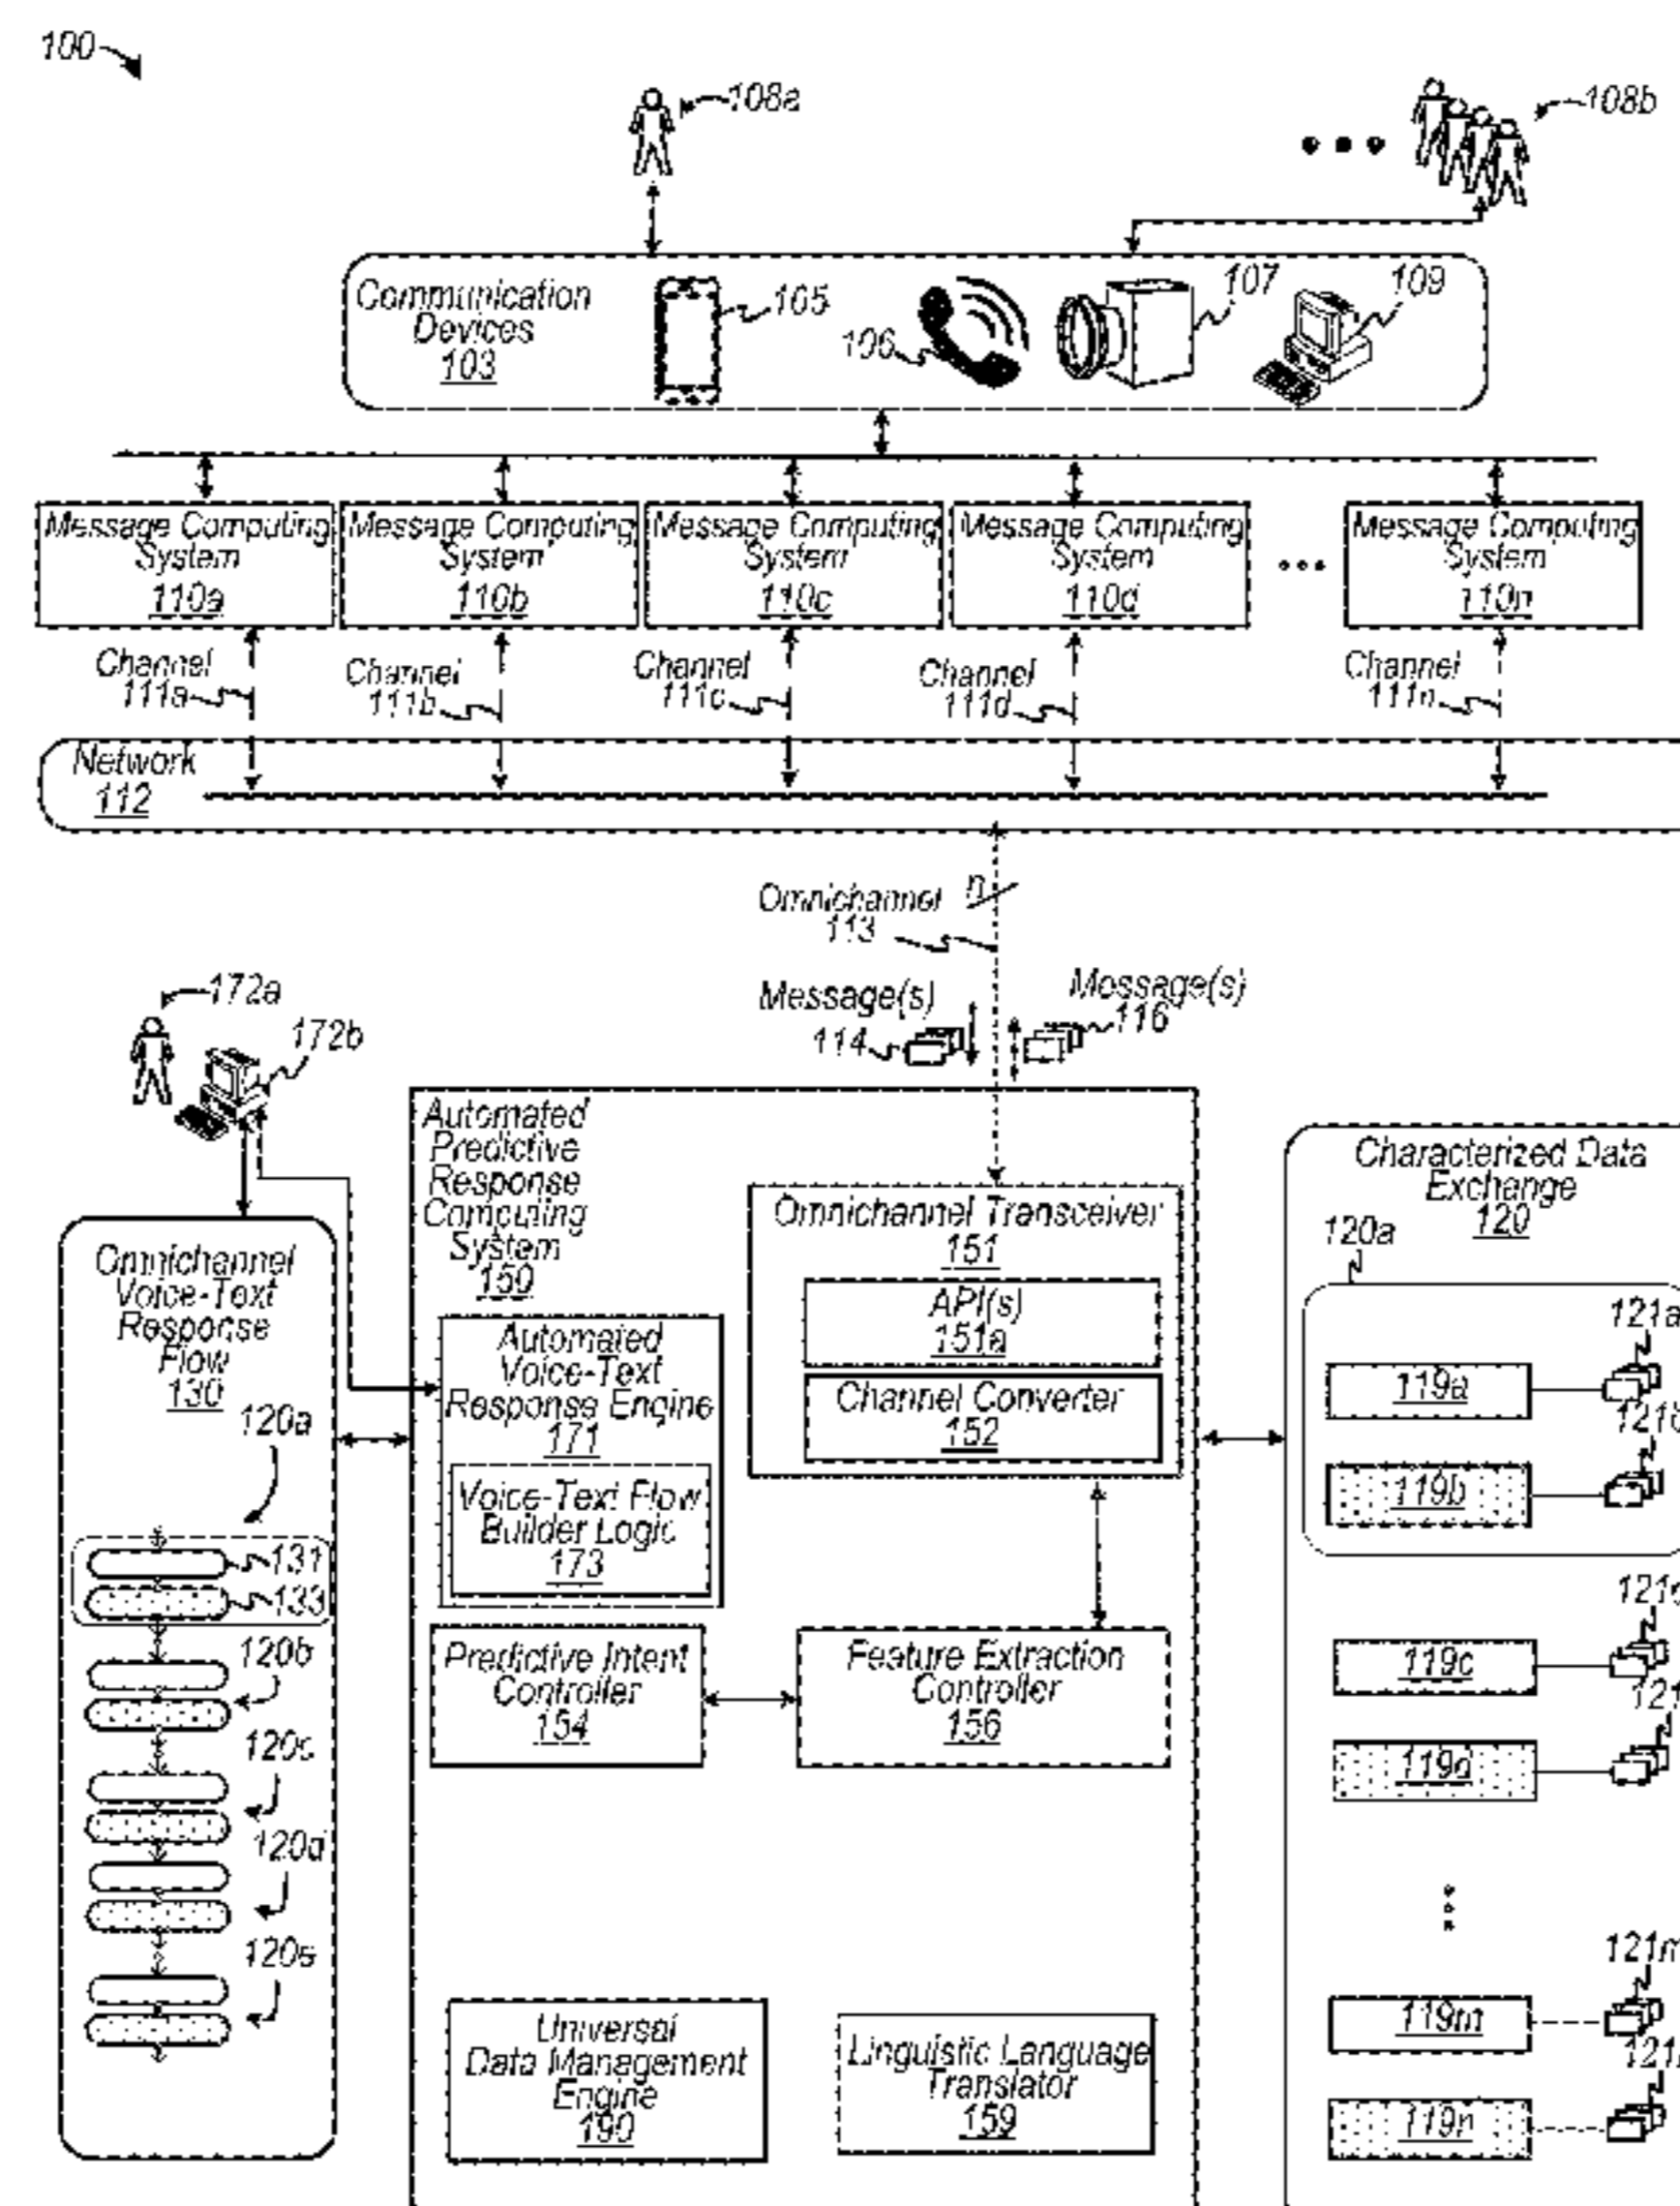 100
108a
108b
Communication
Devices
103
105
106
107
109
Message Computing
System
110a
Message Computing
System
110b
Message Computing
System
110c
Message Computing
System
110d
Message Computing
System
110n
Channel
111a
Channel
111b
Channel
111c
Channel
111d
Channel
111n
Network
112
Omnichannel
113
n
Message(s)
114
Message(s)
116
172a
172b
Omnichannel
Voice-Text
Response
Flow
130
120a
131
133
120b
120c
120d
120e
Automated
Predictive
Response
Computing
System
150
Automated
Voice-Text
Response Engine
171
Voice-Text Flow
Builder Logic
173
Omnichannel Transceiver
151
API(s)
151a
Channel Converter
152
Predictive Intent
Controller
154
Feature Extraction
Controller
156
Universal
Data Management
Engine
190
Linguistic Language
Translator
159
Characterized Data
Exchange
120
120a
121a
119a
121b
119b
121c
119c
121
119d
121m
119m
121n
119n